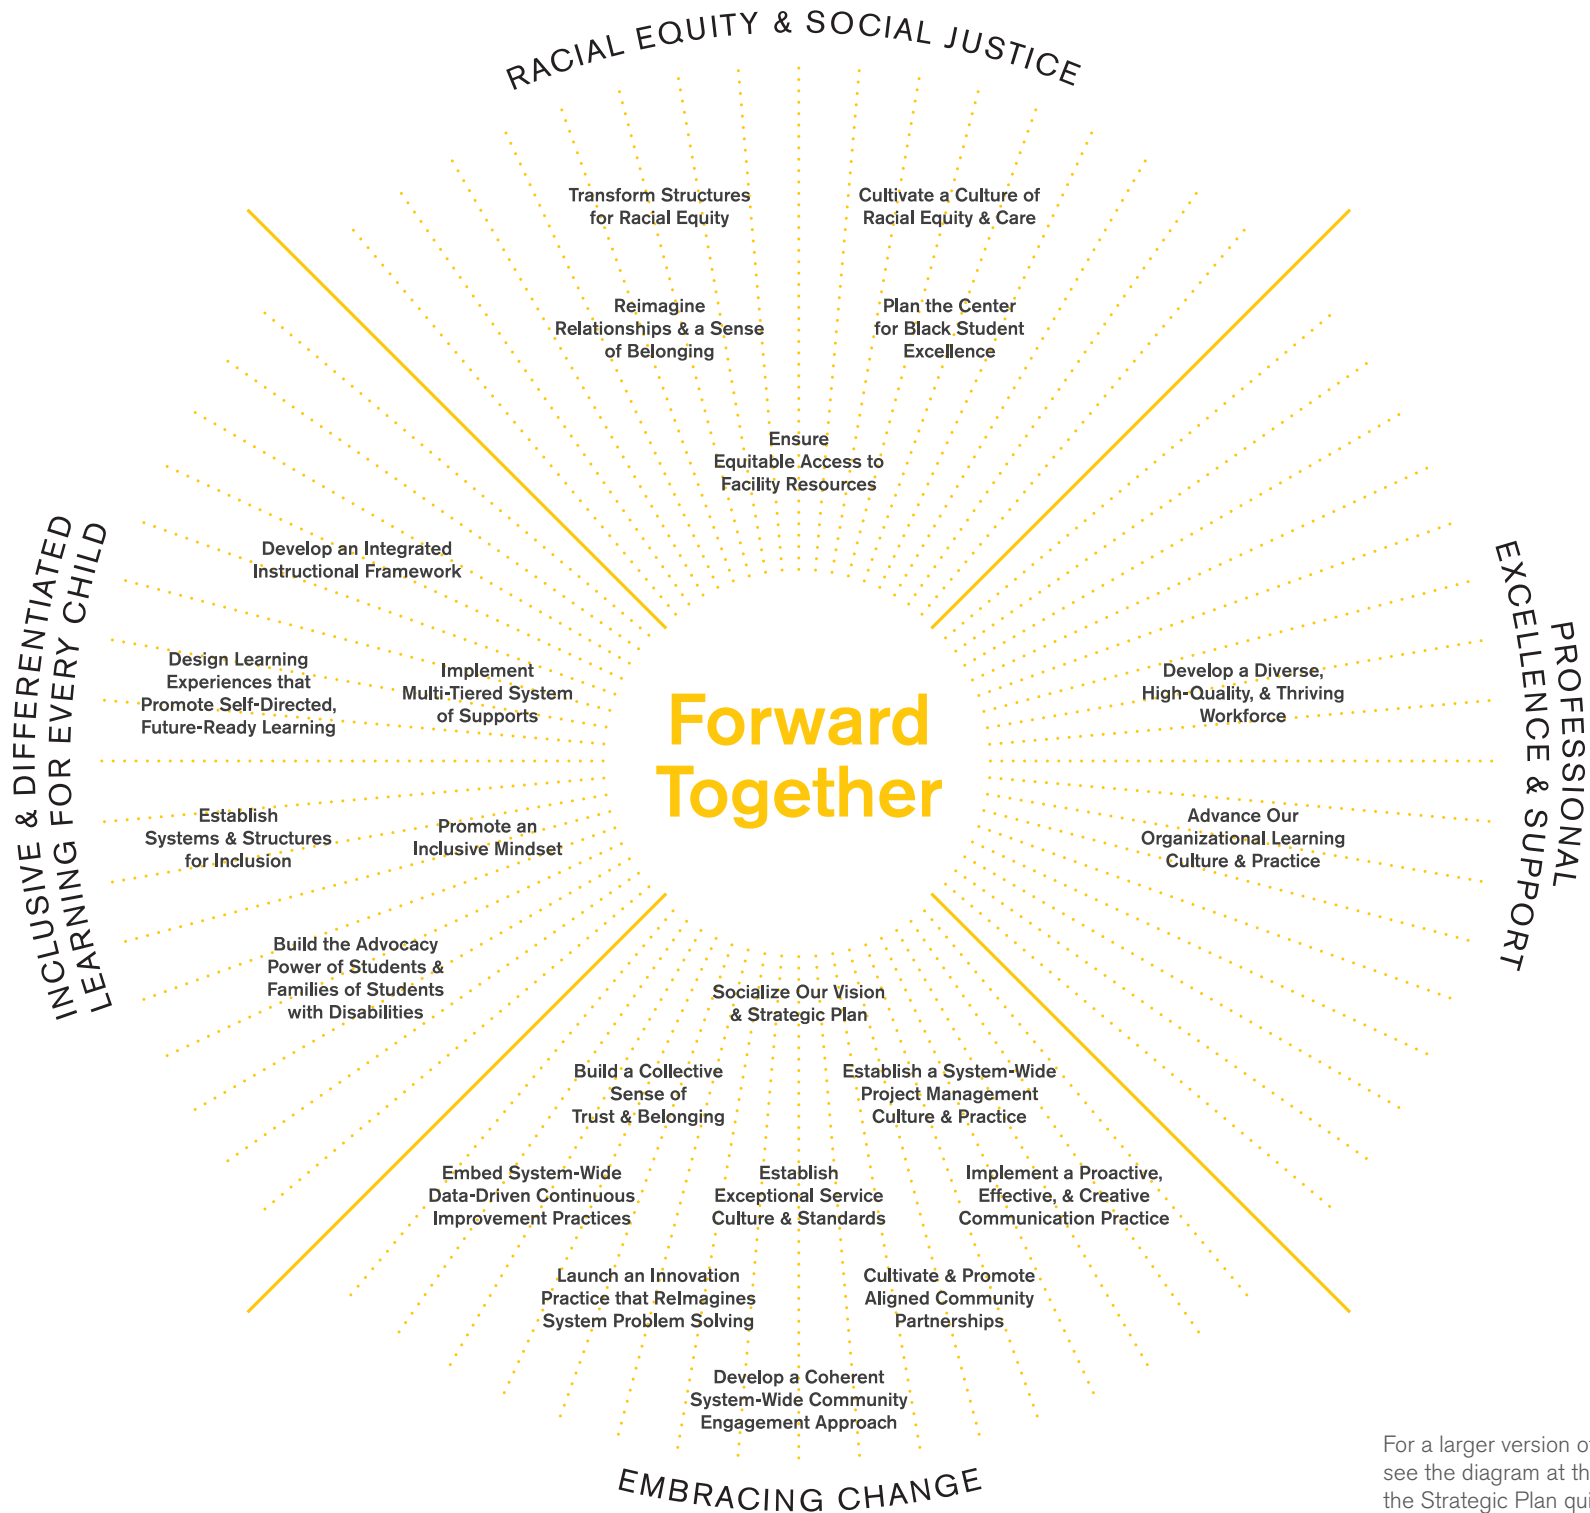 RACIAL EQUITY & SOCIAL JUSTICE
Transform Structures
for Racial Equity
Cultivate a Culture of
Racial Equity & Care
Reimagine
Relationships & a Sense
of Belonging
Plan the Center
for Black Student
Excellence
Ensure
Equitable Access to
Facility Resources
INCLUSIVE & DIFFERENTIATED
LEARNING FOR EVERY CHILD
Develop an Integrated
Instructional Framework
Design Learning
Experiences that
Promote Self-Directed,
Future-Ready Learning
Implement
Multi-Tiered System
of Supports
Establish
Systems & Structures
for Inclusion
Promote an
Inclusive Mindset
Build the Advocacy
Power of Students &
Families of Students
with Disabilities
Forward
Together
PROFESSIONAL
EXCELLENCE & SUPPORT
Develop a Diverse,
High-Quality, & Thriving
Workforce
Advance Our
Organizational Learning
Culture & Practice
Socialize Our Vision
& Strategic Plan
Build a Collective
Sense of
Trust & Belonging
Establish a System-Wide
Project Management
Culture & Practice
Embed System-Wide
Data-Driven Continuous
Improvement Practices
Establish
Exceptional Service
Culture & Standards
Implement a Proactive,
Effective, & Creative
Communication Practice
Launch an Innovation
Practice that ReImagines
System Problem Solving
Cultivate & Promote
Aligned Community
Partnerships
Develop a Coherent
System-Wide Community
Engagement Approach
EMBRACING CHANGE
For a larger version
see the diagram at
the Strategic Plan